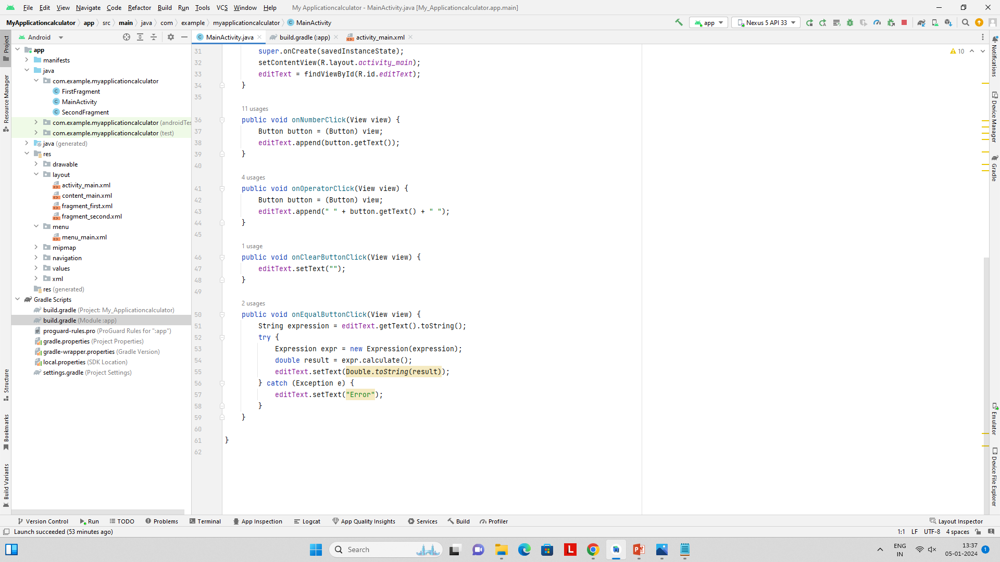 File Edit View Navigate Code Refactor Build Run Tools VCS Window Help My Applicationcalculator - MainActivity.java [My_Applicationcalculator.app.main]
MyApplicationcalculator app src main java com example myapplicationcalculator MainActivity app Nexus 5 API 33
Android MainActivity.java build.gradle (:app) activity_main.xml
Project
Resource Manager
Structure
Bookmarks
Build Variants
app
manifests
java
com.example.myapplicationcalculator
FirstFragment
MainActivity
SecondFragment
com.example.myapplicationcalculator (androidTes
com.example.myapplicationcalculator (test)
java (generated)
res
drawable
layout
activity_main.xml
content_main.xml
fragment_first.xml
fragment_second.xml
menu
menu_main.xml
mipmap
navigation
values
xml
res (generated)
Gradle Scripts
build.gradle (Project: My_Applicationcalculator)
build.gradle (Module :app)
proguard-rules.pro (ProGuard Rules for ":app")
gradle.properties (Project Properties)
gradle-wrapper.properties (Gradle Version)
local.properties (SDK Location)
settings.gradle (Project Settings)
31 super.onCreate(savedInstanceState);
32 setContentView(R.layout.activity_main);
33 editText = findViewById(R.id.editText);
34 }
35
11 usages
36 public void onNumberClick(View view) {
37 Button button = (Button) view;
38 editText.append(button.getText());
39 }
40
4 usages
41 public void onOperatorClick(View view) {
42 Button button = (Button) view;
43 editText.append(" " + button.getText() + " ");
44 }
45
1 usage
46 public void onClearButtonClick(View view) {
47 editText.setText("");
48 }
49
2 usages
50 public void onEqualButtonClick(View view) {
51 String expression = editText.getText().toString();
52 try {
53 Expression expr = new Expression(expression);
54 double result = expr.calculate();
55 editText.setText(Double.toString(result));
56 } catch (Exception e) {
57 editText.setText("Error");
58 }
59 }
60
61 }
62
10
Notifications
Device Manager
Gradle
Emulator
Device File Explorer
Version Control Run TODO Problems Terminal App Inspection Logcat App Quality Insights Services Build Profiler Layout Inspector
Launch succeeded (53 minutes ago) 1:1 LF UTF-8 4 spaces
Search L ENG 13:37 1
IN 05-01-2024